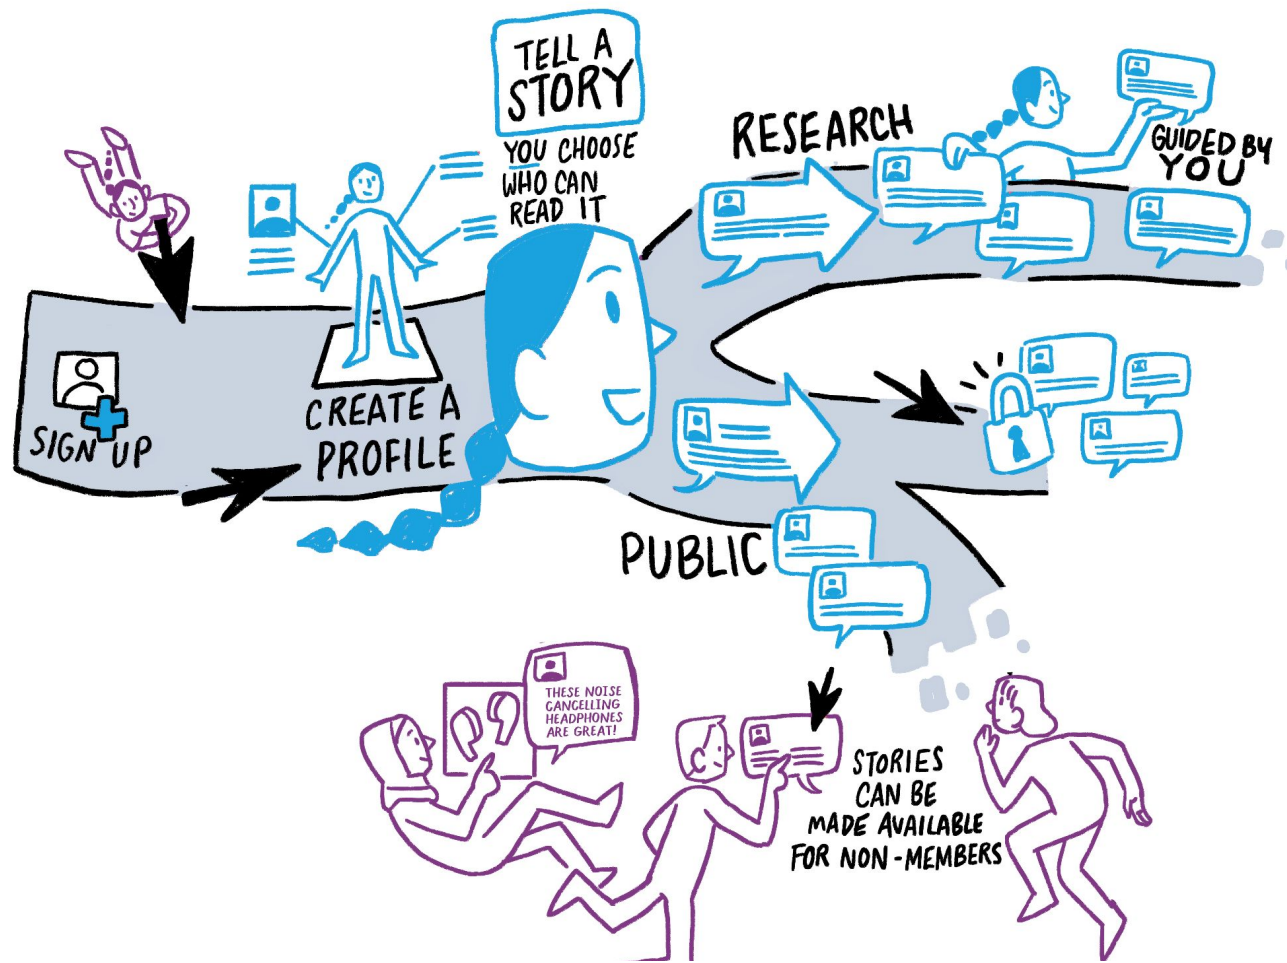 TELL A
STORY
YOU CHOOSE
WHO CAN
READ IT
RESEARCH
GUIDED BY
YOU
SIGN UP
CREATE A
PROFILE
PUBLIC
THESE NOISE
CANCELLING
HEADPHONES
ARE GREAT!
STORIES
CAN BE
MADE AVAILABLE
FOR NON-MEMBERS